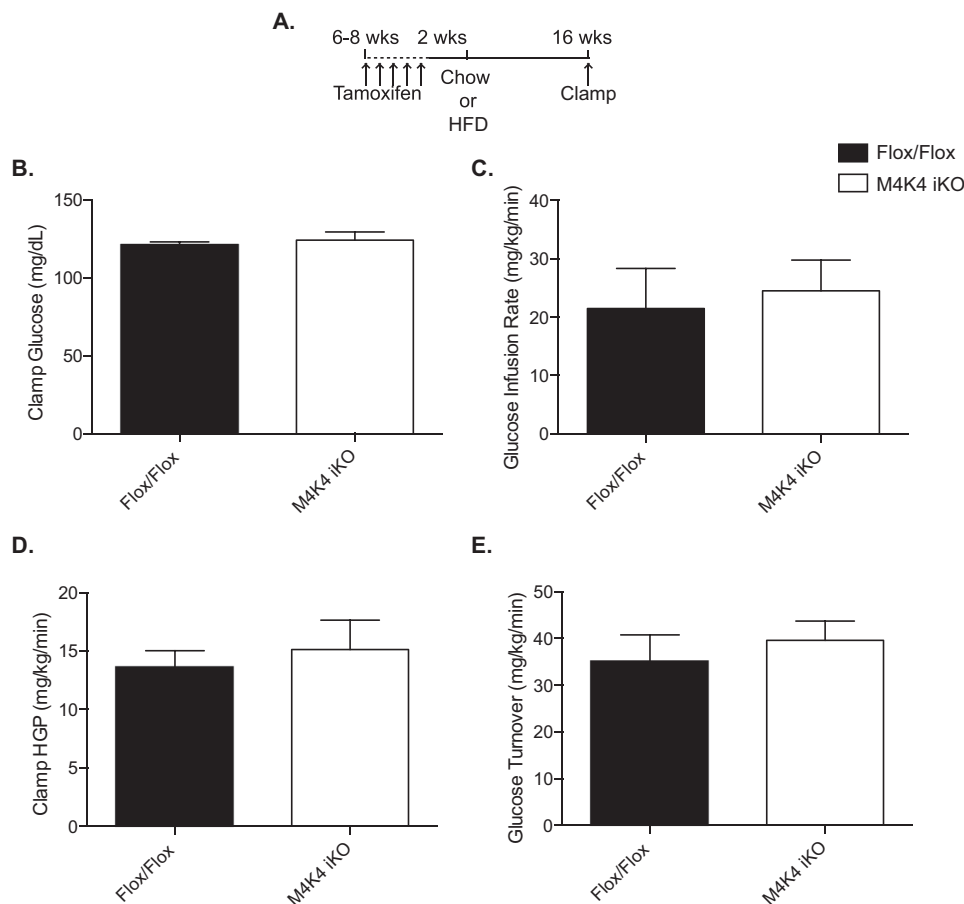 A.
6-8 wks 2 wks 16 wks
Tamoxifen Chow Clamp
or
HFD
Flox/Flox
M4K4 iKO
B.
Clamp Glucose (mg/dL)
150
100
50
0
Flox/Flox M4K4 iKO
C.
Glucose Infusion Rate (mg/kg/min)
40
30
20
10
0
Flox/Flox M4K4 iKO
D.
Clamp HGP (mg/kg/min)
20
15
10
5
0
Flox/Flox M4K4 iKO
E.
Glucose Turnover (mg/kg/min)
50
40
30
20
10
0
Flox/Flox M4K4 iKO